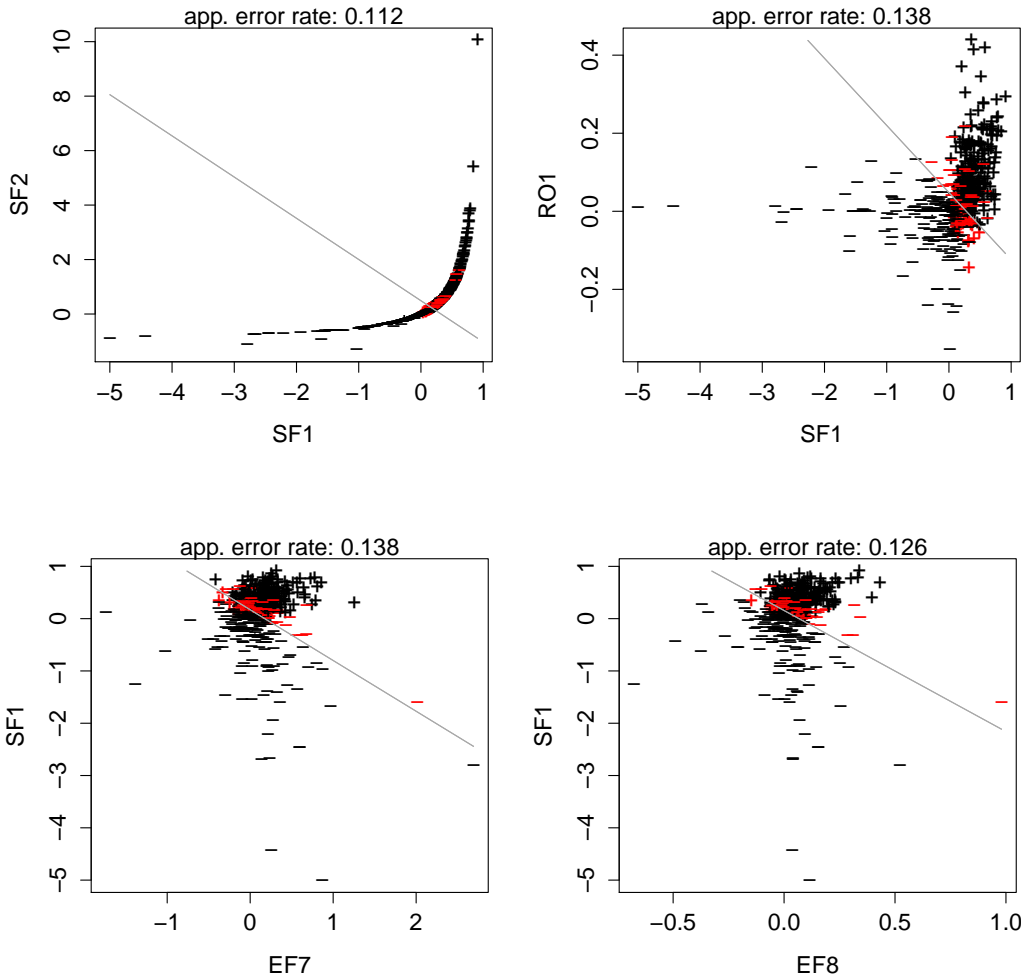 app. error rate: 0.112
10
8
6
4
2
0
SF2
−5 −4 −3 −2 −1 0 1
SF1
app. error rate: 0.138
0.4
0.2
0.0
−0.2
RO1
−5 −4 −3 −2 −1 0 1
SF1
app. error rate: 0.138
1
0
−1
−2
−3
−4
−5
SF1
−1 0 1 2
EF7
app. error rate: 0.126
1
0
−1
−2
−3
−4
−5
SF1
−0.5 0.0 0.5 1.0
EF8